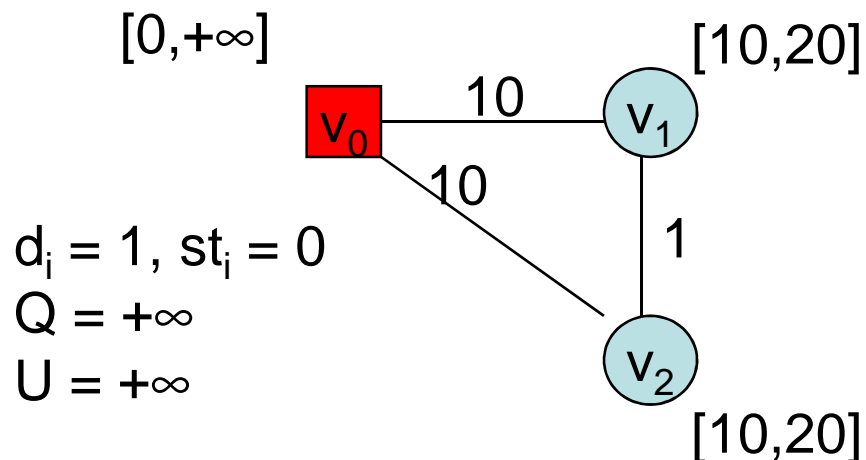 [0,+∞]
[10,20]
v₀
10
v₁
10
1
dᵢ = 1, stᵢ = 0
Q = +∞
U = +∞
v₂
[10,20]